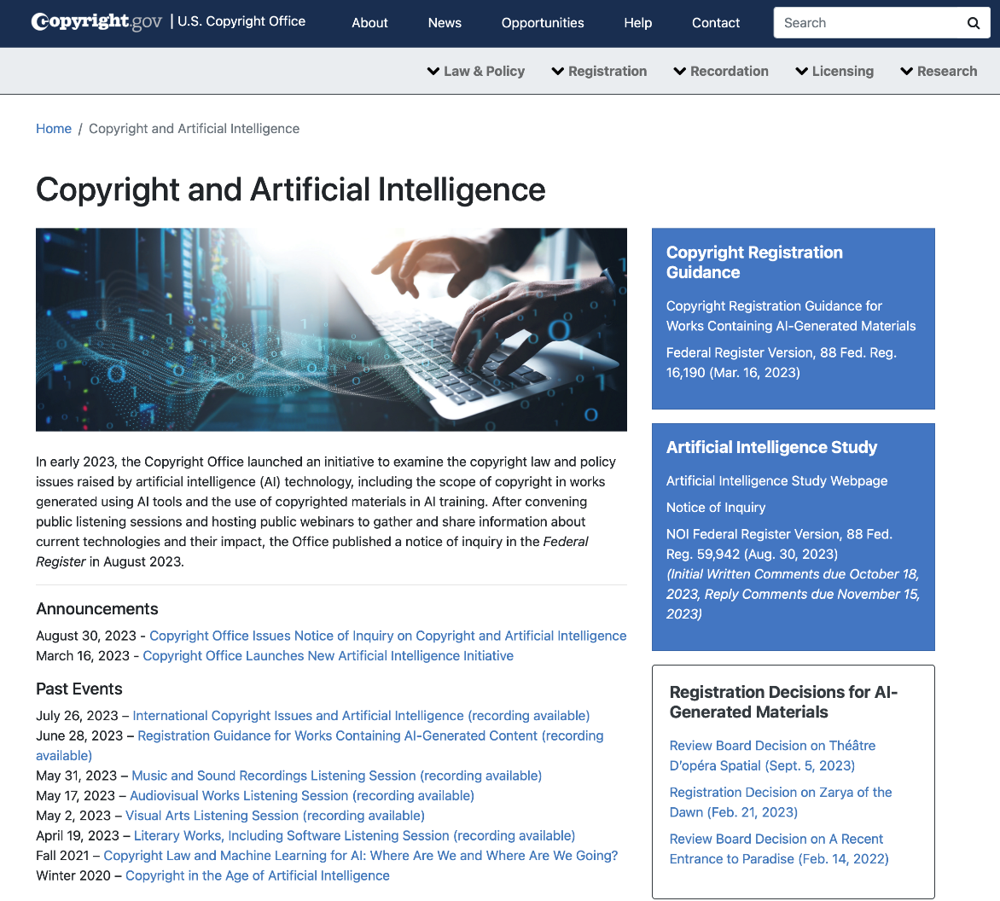 Copyright.gov | U.S. Copyright Office
About
News
Opportunities
Help
Contact
Search
Law & Policy
Registration
Recordation
Licensing
Research
Home / Copyright and Artificial Intelligence
Copyright and Artificial Intelligence
In early 2023, the Copyright Office launched an initiative to examine the copyright law and policy
issues raised by artificial intelligence (AI) technology, including the scope of copyright in works
generated using AI tools and the use of copyrighted materials in AI training. After convening
public listening sessions and hosting public webinars to gather and share information about
current technologies and their impact, the Office published a notice of inquiry in the Federal
Register in August 2023.
Announcements
August 30, 2023 - Copyright Office Issues Notice of Inquiry on Copyright and Artificial Intelligence
March 16, 2023 - Copyright Office Launches New Artificial Intelligence Initiative
Past Events
July 26, 2023 – International Copyright Issues and Artificial Intelligence (recording available)
June 28, 2023 – Registration Guidance for Works Containing AI-Generated Content (recording
available)
May 31, 2023 – Music and Sound Recordings Listening Session (recording available)
May 17, 2023 – Audiovisual Works Listening Session (recording available)
May 2, 2023 – Visual Arts Listening Session (recording available)
April 19, 2023 – Literary Works, Including Software Listening Session (recording available)
Fall 2021 – Copyright Law and Machine Learning for AI: Where Are We and Where Are We Going?
Winter 2020 – Copyright in the Age of Artificial Intelligence
Copyright Registration
Guidance
Copyright Registration Guidance for
Works Containing AI-Generated Materials
Federal Register Version, 88 Fed. Reg.
16,190 (Mar. 16, 2023)
Artificial Intelligence Study
Artificial Intelligence Study Webpage
Notice of Inquiry
NOI Federal Register Version, 88 Fed.
Reg. 59,942 (Aug. 30, 2023)
(Initial Written Comments due October 18,
2023, Reply Comments due November 15,
2023)
Registration Decisions for AI-
Generated Materials
Review Board Decision on Théâtre
D'opéra Spatial (Sept. 5, 2023)
Registration Decision on Zarya of the
Dawn (Feb. 21, 2023)
Review Board Decision on A Recent
Entrance to Paradise (Feb. 14, 2022)